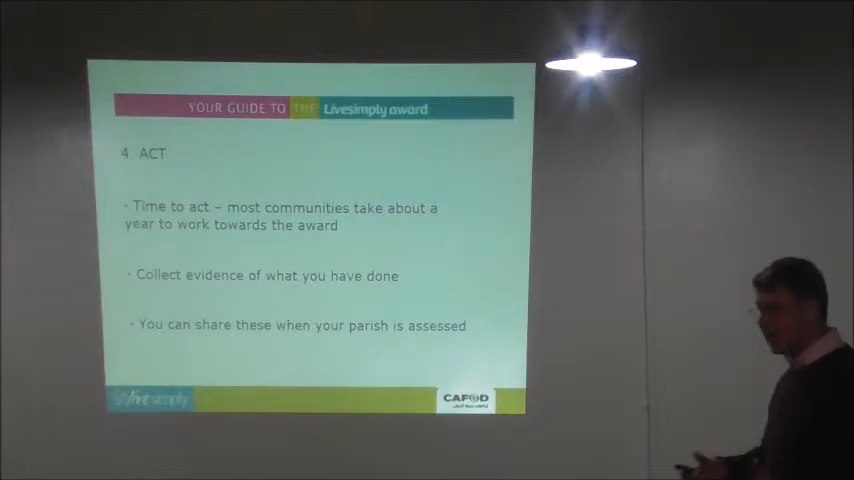 YOUR GUIDE TO THE Livesimply award
4. ACT
• Time to act – most communities take about a
year to work towards the award
• Collect evidence of what you have done
• You can share these when your parish is assessed
livesimply
CAFOD